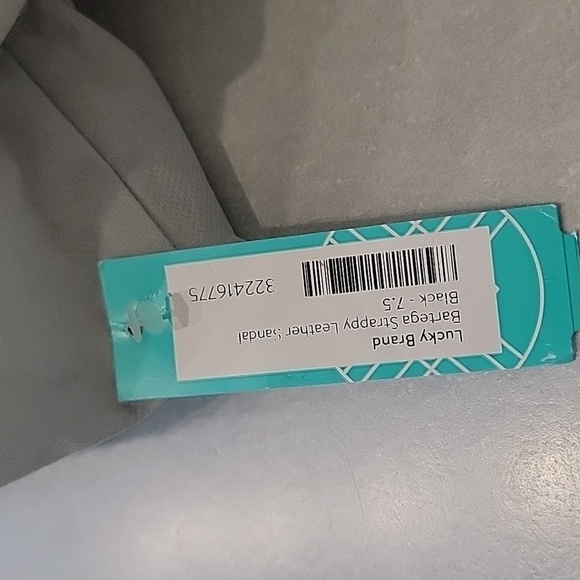 Lucky Brand
Bartega Strappy Leather Sandal
Black - 7.5
322416775